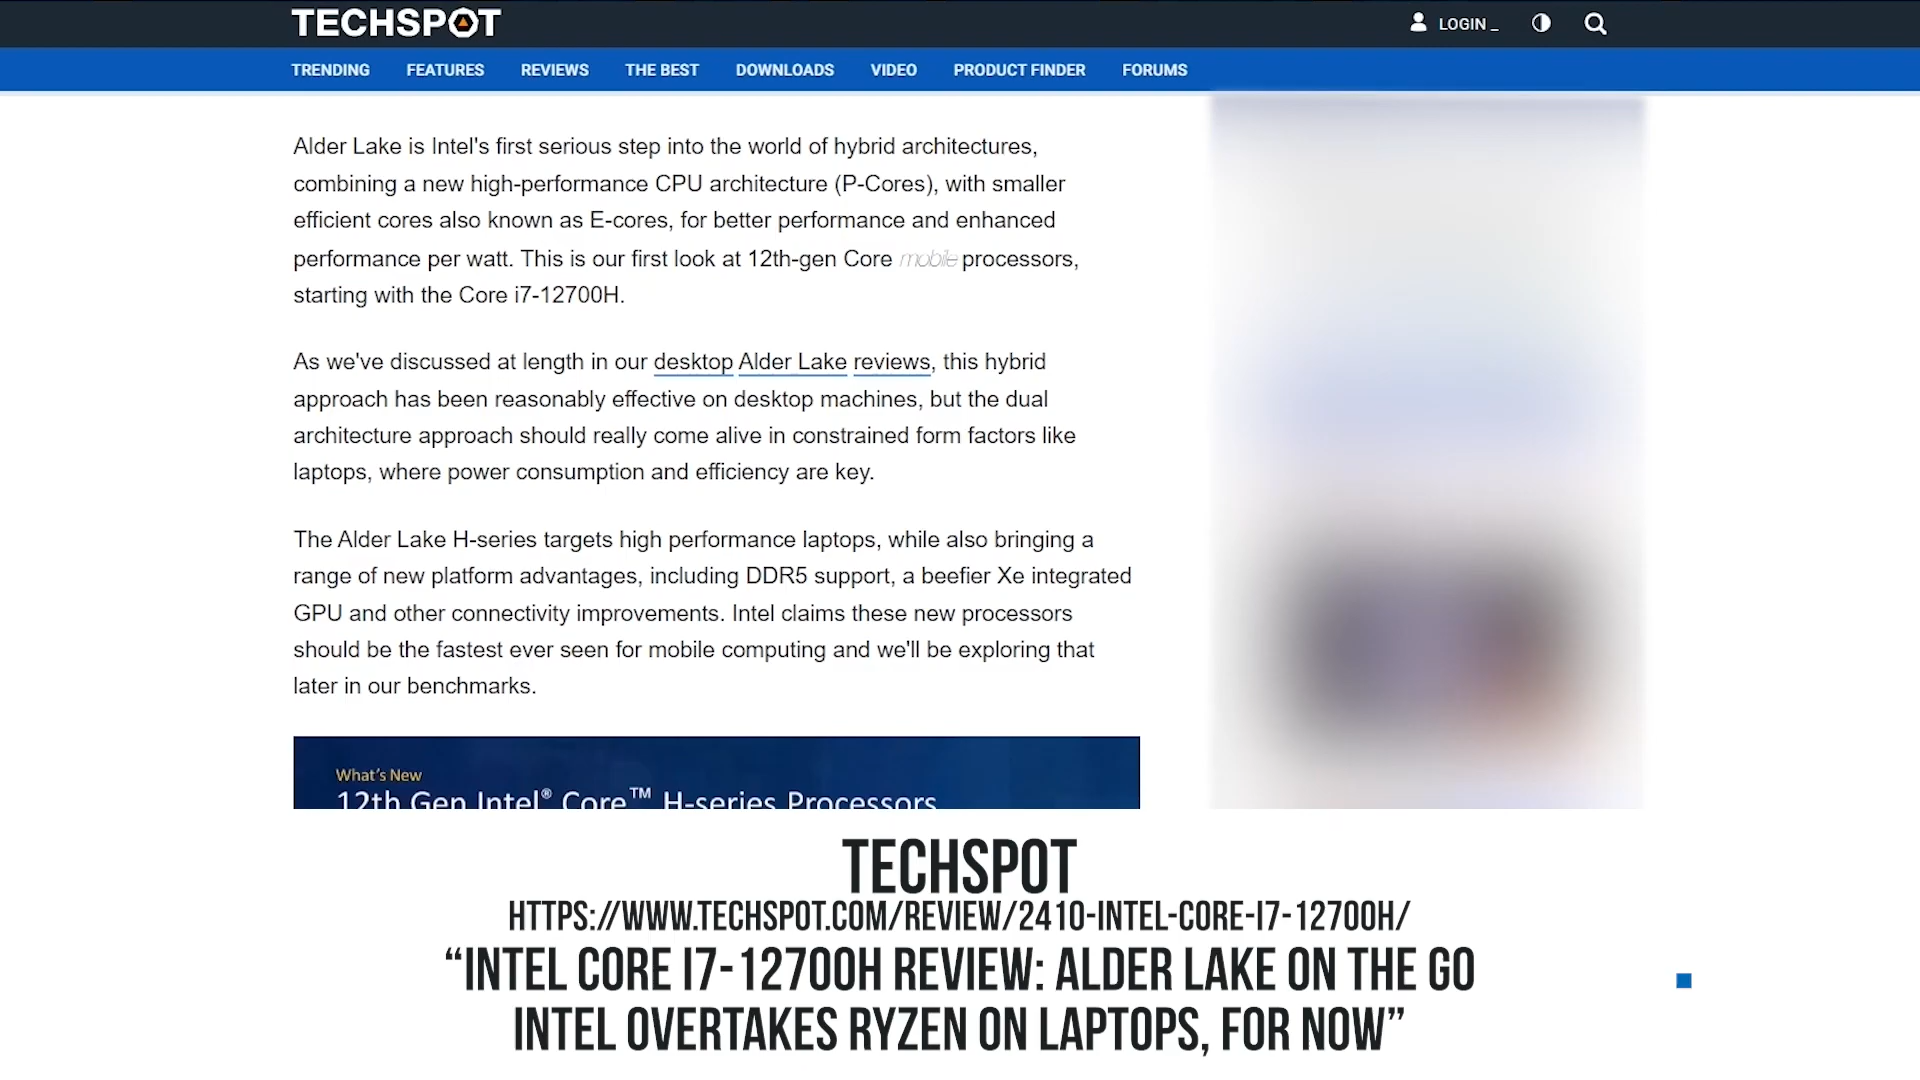 TECHSPOT
LOGIN_
TRENDING FEATURES REVIEWS THE BEST DOWNLOADS VIDEO PRODUCT FINDER FORUMS
Alder Lake is Intel's first serious step into the world of hybrid architectures,
combining a new high-performance CPU architecture (P-Cores), with smaller
efficient cores also known as E-cores, for better performance and enhanced
performance per watt. This is our first look at 12th-gen Core mobile processors,
starting with the Core i7-12700H.
As we've discussed at length in our desktop Alder Lake reviews, this hybrid
approach has been reasonably effective on desktop machines, but the dual
architecture approach should really come alive in constrained form factors like
laptops, where power consumption and efficiency are key.
The Alder Lake H-series targets high performance laptops, while also bringing a
range of new platform advantages, including DDR5 support, a beefier Xe integrated
GPU and other connectivity improvements. Intel claims these new processors
should be the fastest ever seen for mobile computing and we'll be exploring that
later in our benchmarks.
What's New
12th Gen Intel® Core™ H-series Processors
TECHSPOT
HTTPS://WWW.TECHSPOT.COM/REVIEW/2410-INTEL-CORE-I7-12700H/
“INTEL CORE I7-12700H REVIEW: ALDER LAKE ON THE GO
INTEL OVERTAKES RYZEN ON LAPTOPS, FOR NOW”